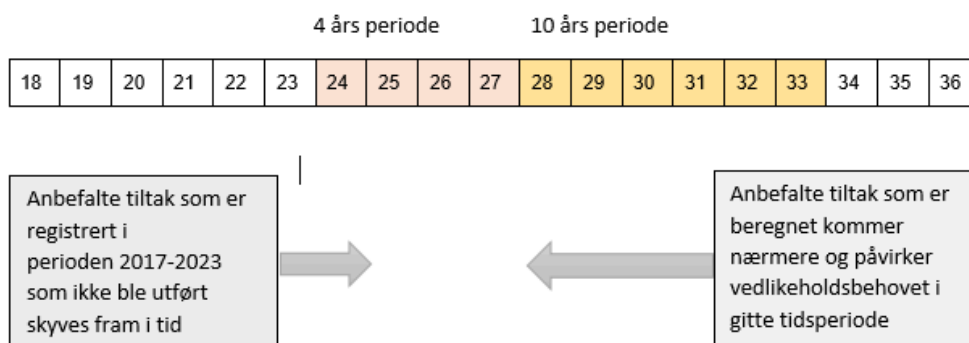 4 års periode 10 års periode
18 19 20 21 22 23 24 25 26 27 28 29 30 31 32 33 34 35 36
Anbefalte tiltak som er
registrert i
perioden 2017-2023
som ikke ble utført
skyves fram i tid
Anbefalte tiltak som er
beregnet kommer
nærmere og påvirker
vedlikeholdsbehovet i
gitte tidsperiode